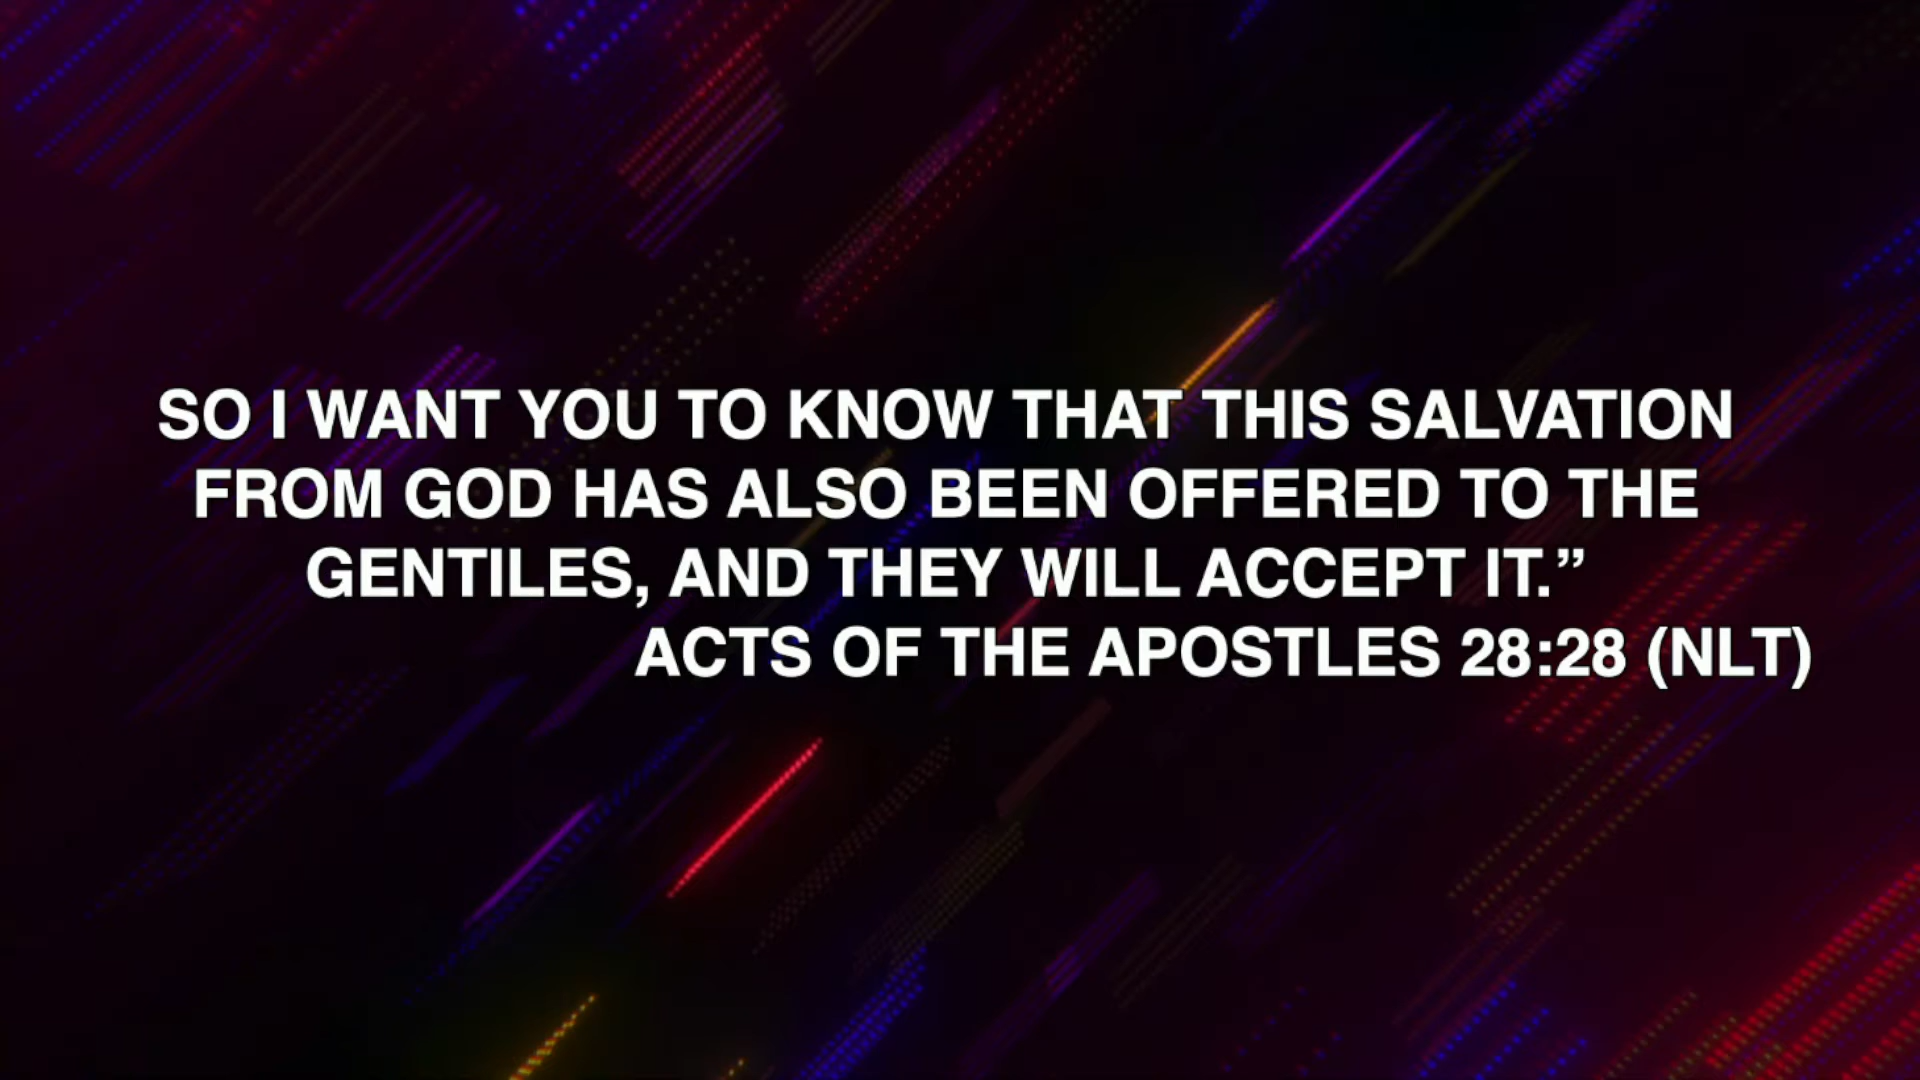 SO I WANT YOU TO KNOW THAT THIS SALVATION
FROM GOD HAS ALSO BEEN OFFERED TO THE
GENTILES, AND THEY WILL ACCEPT IT.”
ACTS OF THE APOSTLES 28:28 (NLT)